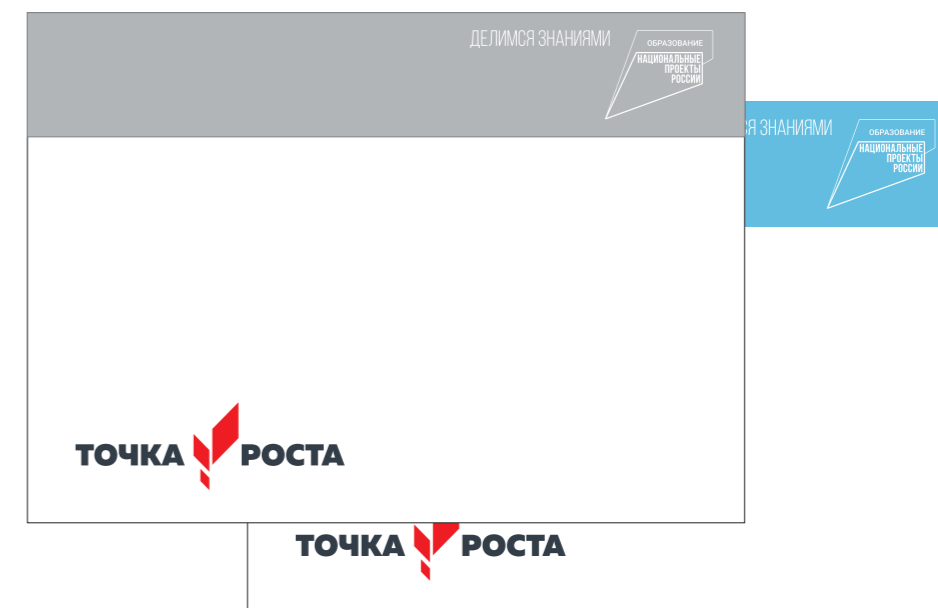 ДЕЛИМСЯ ЗНАНИЯМИ
ОБРАЗОВАНИЕ
НАЦИОНАЛЬНЫЕ
ПРОЕКТЫ
РОССИИ
Я ЗНАНИЯМИ
ОБРАЗОВАНИЕ
НАЦИОНАЛЬНЫЕ
ПРОЕКТЫ
РОССИИ
ТОЧКА РОСТА
ТОЧКА РОСТА